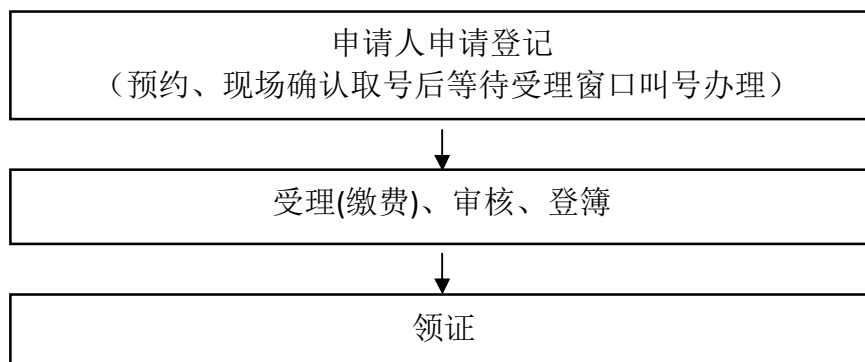 申请人申请登记
（预约、现场确认取号后等待受理窗口叫号办理）
受理(缴费)、审核、登簿
领证